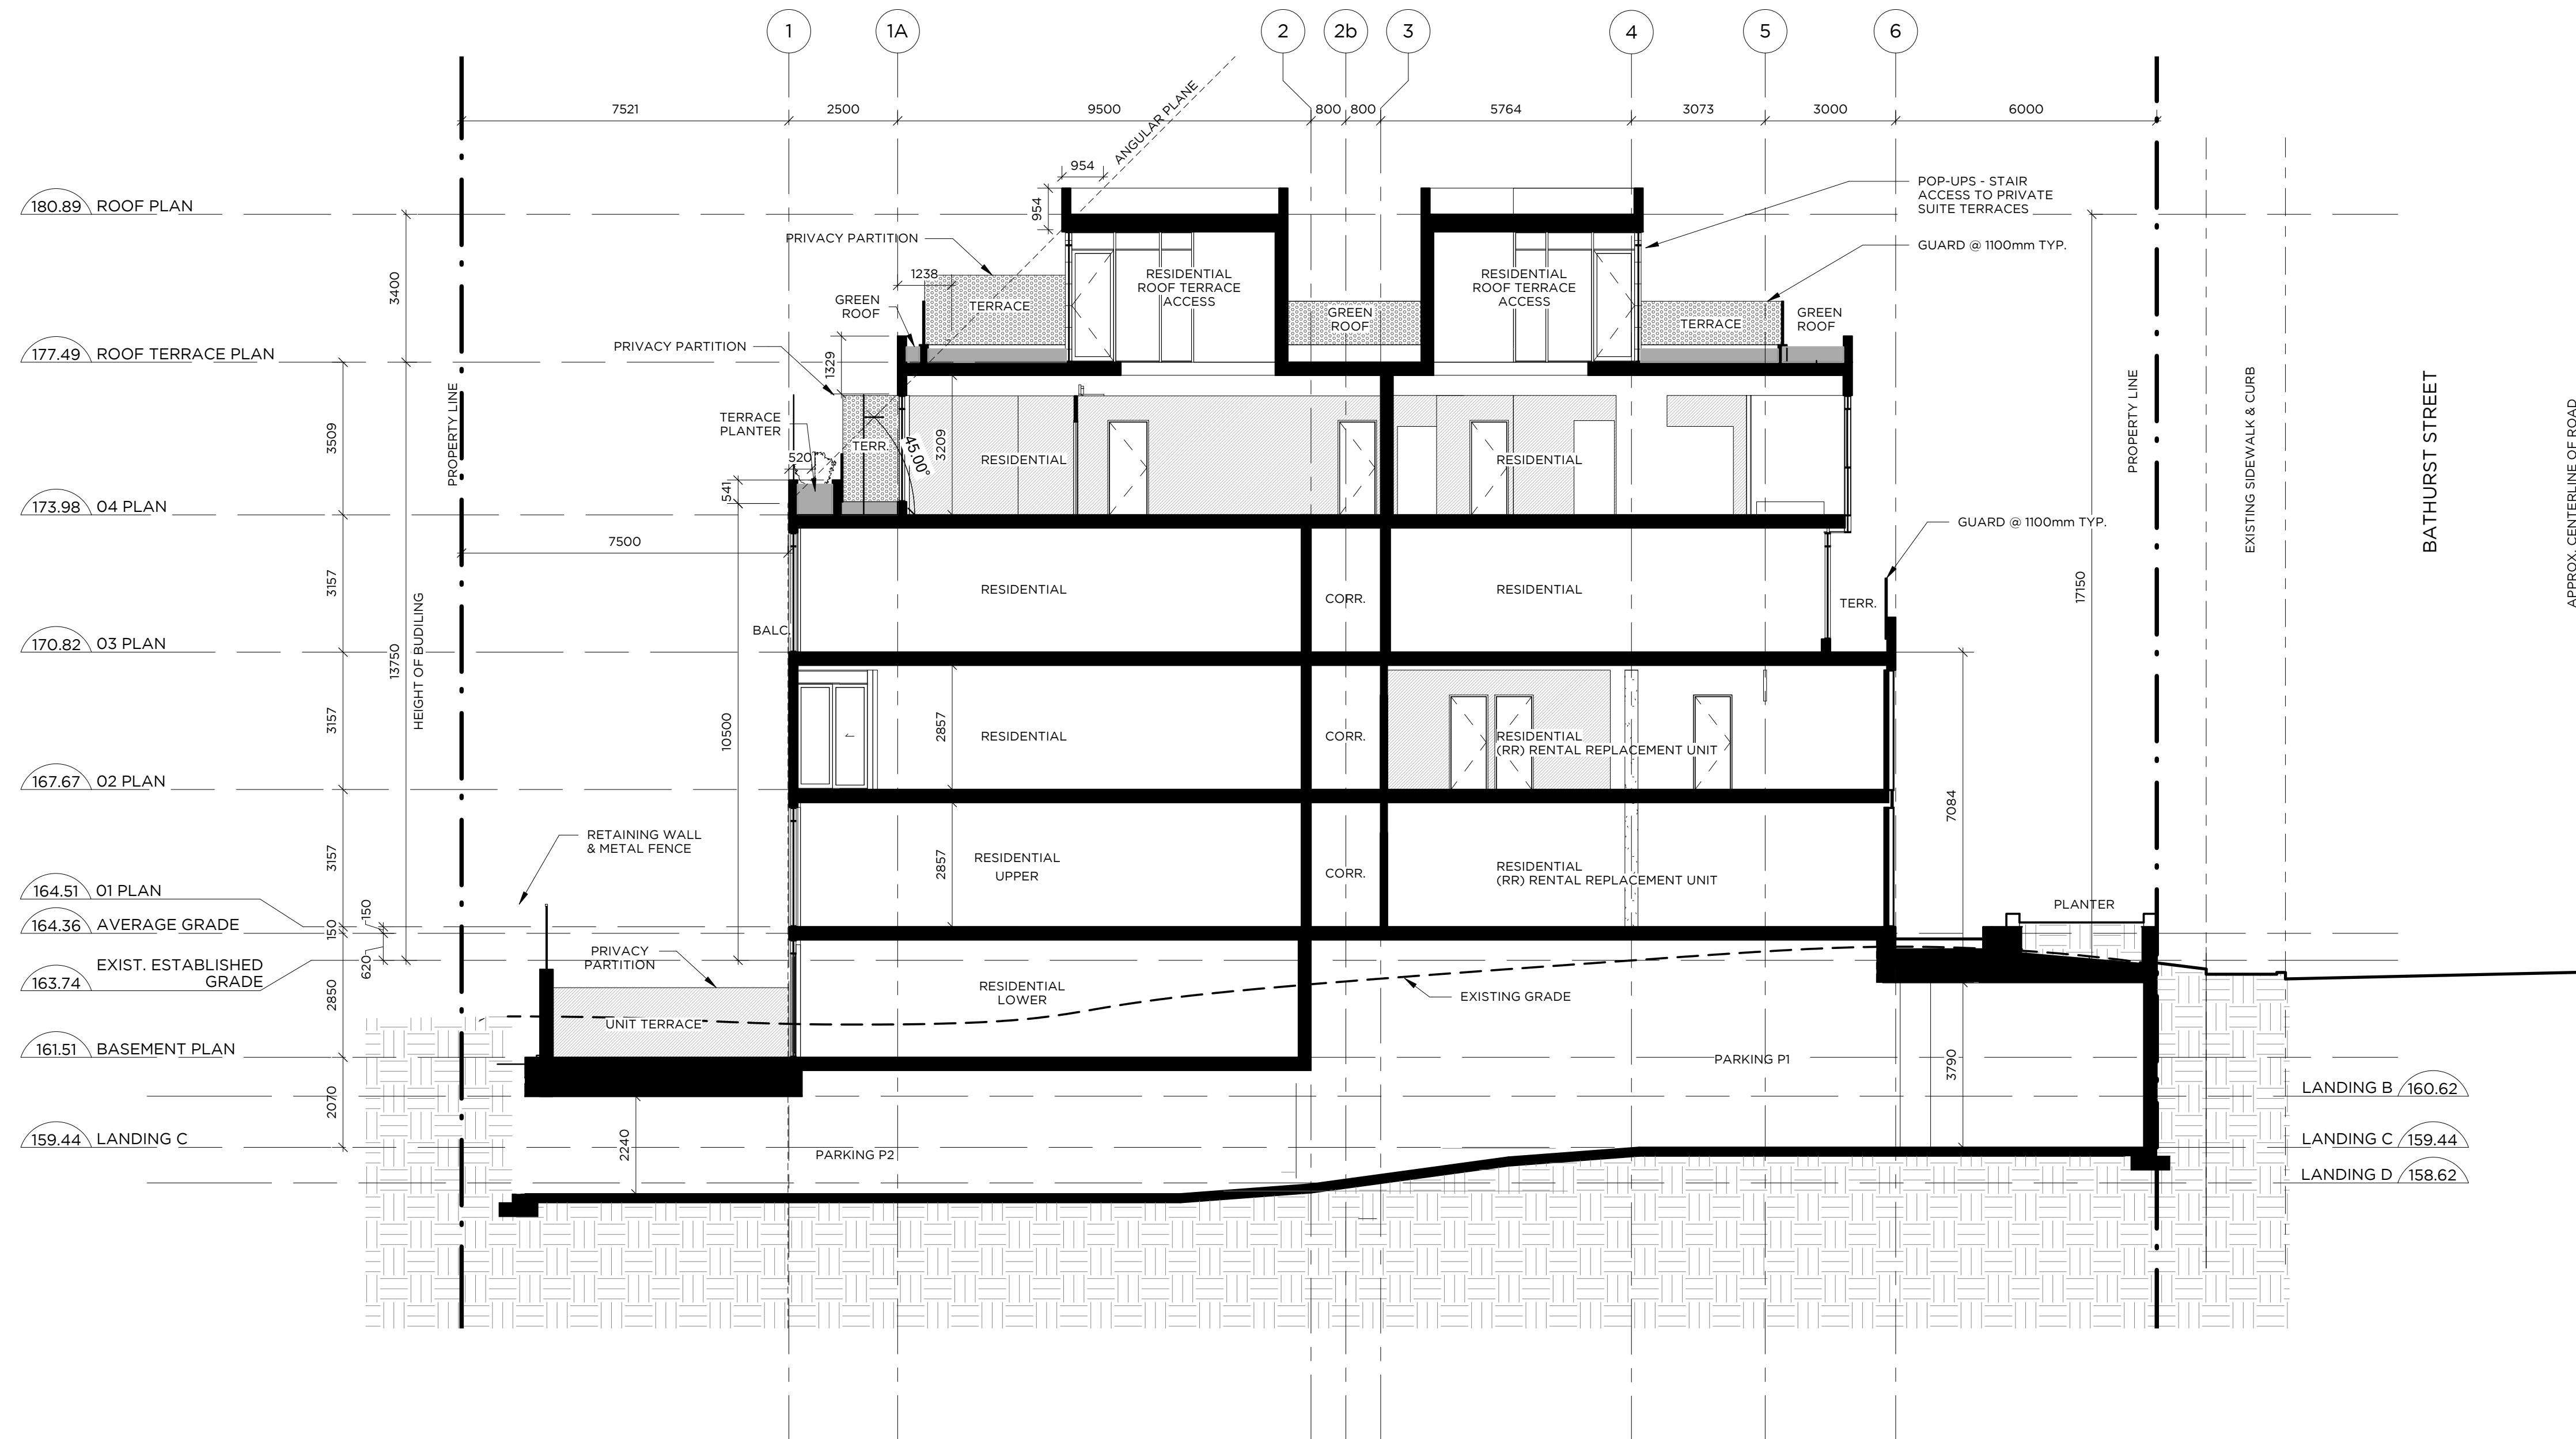 1
1A
2
2b
3
4
5
6
7521
2500
9500
800
800
5764
3073
3000
6000
ANGULAR PLANE
954
954
POP-UPS - STAIR
ACCESS TO PRIVATE
SUITE TERRACES
180.89
ROOF PLAN
PRIVACY PARTITION
GUARD @ 1100mm TYP.
3400
1238
TERRACE
RESIDENTIAL
ROOF TERRACE
ACCESS
GREEN
ROOF
RESIDENTIAL
ROOF TERRACE
ACCESS
TERRACE
GREEN
ROOF
GREEN
ROOF
177.49
ROOF TERRACE PLAN
PRIVACY PARTITION
1329
PROPERTY LINE
3509
TERRACE
PLANTER
TERR.
45.00°
3209
520
541
RESIDENTIAL
RESIDENTIAL
PROPERTY LINE
EXISTING SIDEWALK & CURB
BATHURST STREET
APPROX. CENTERLINE OF ROAD
173.98
04 PLAN
GUARD @ 1100mm TYP.
7500
3157
RESIDENTIAL
CORR.
RESIDENTIAL
TERR.
17150
BALC.
170.82
03 PLAN
13750
HEIGHT OF BUDILING
3157
10500
2857
RESIDENTIAL
CORR.
RESIDENTIAL
(RR) RENTAL REPLACEMENT UNIT
167.67
02 PLAN
7084
RETAINING WALL
& METAL FENCE
3157
2857
RESIDENTIAL
UPPER
CORR.
RESIDENTIAL
(RR) RENTAL REPLACEMENT UNIT
164.51
01 PLAN
150
150
PLANTER
164.36
AVERAGE GRADE
620
PRIVACY
PARTITION
163.74
EXIST. ESTABLISHED
GRADE
2850
RESIDENTIAL
LOWER
EXISTING GRADE
UNIT TERRACE
161.51
BASEMENT PLAN
PARKING P1
3790
2070
LANDING B
160.62
159.44
LANDING C
2240
PARKING P2
LANDING C
159.44
LANDING D
158.62